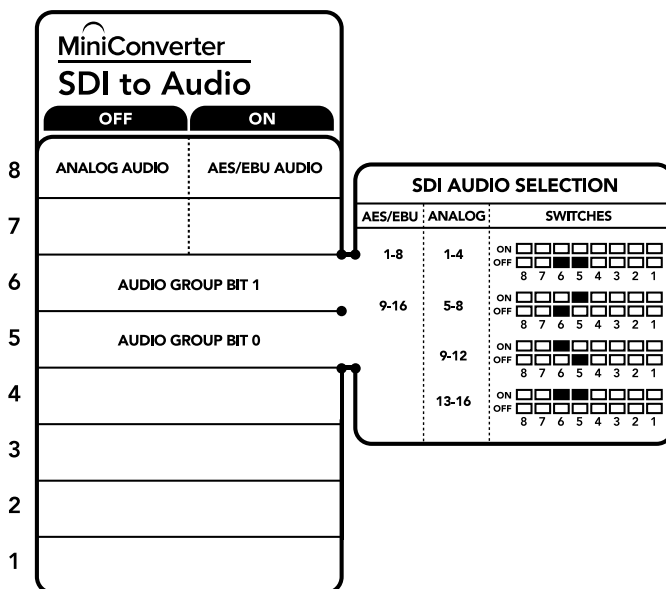 MiniConverter
SDI to Audio
OFF ON
8 ANALOG AUDIO AES/EBU AUDIO
7
6 AUDIO GROUP BIT 1
5 AUDIO GROUP BIT 0
4
3
2
1
SDI AUDIO SELECTION
AES/EBU ANALOG SWITCHES
1-8 1-4 ON
OFF
8 7 6 5 4 3 2 1
9-16 5-8 ON
OFF
8 7 6 5 4 3 2 1
9-12 ON
OFF
8 7 6 5 4 3 2 1
13-16 ON
OFF
8 7 6 5 4 3 2 1